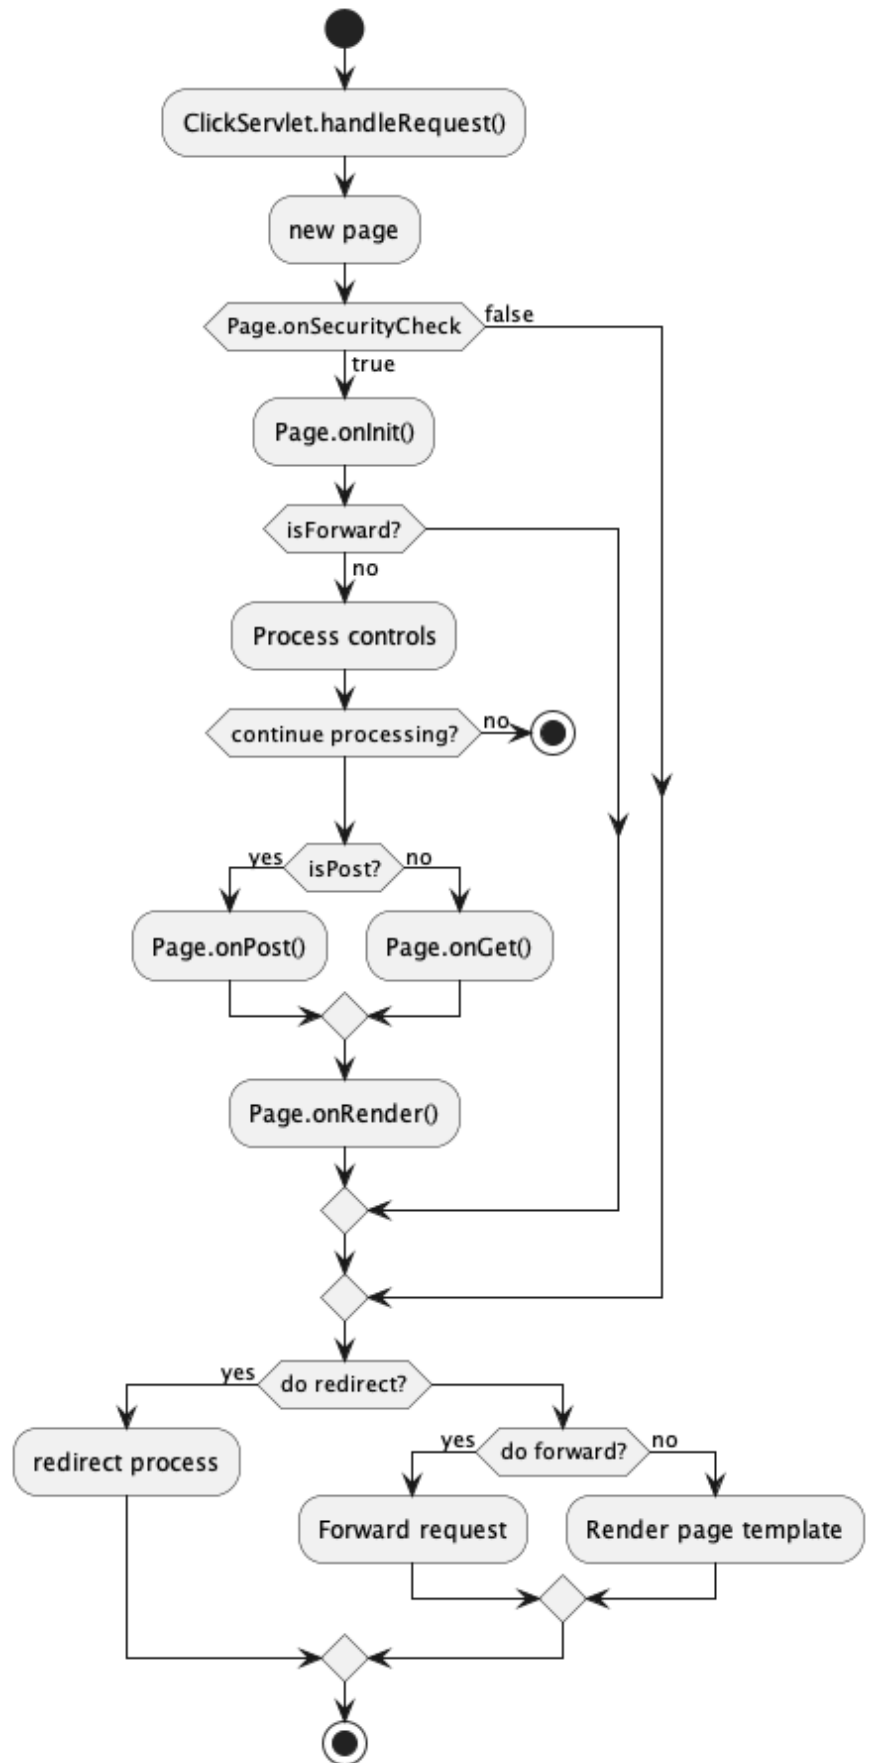 ClickServlet.handleRequest()
new page
Page.onSecurityCheck
false
true
Page.onInit()
isForward?
no
Process controls
continue processing?
no
yes
isPost?
no
Page.onPost()
Page.onGet()
Page.onRender()
yes
do redirect?
redirect process
yes
do forward?
no
Forward request
Render page template